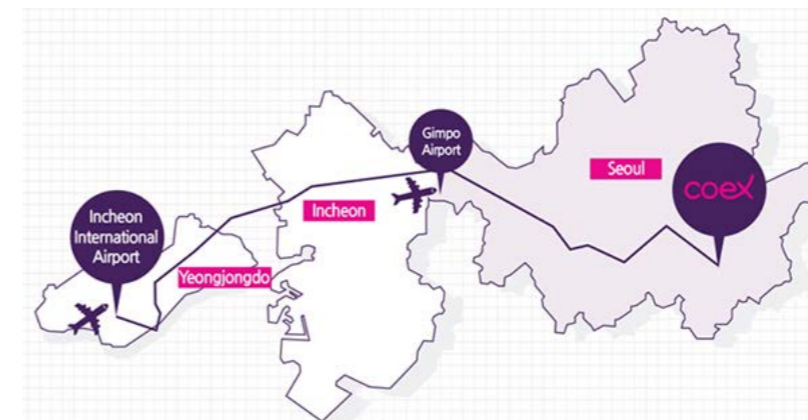 Gimpo
Airport
Seoul
coex
Incheon
International
Airport
Incheon
Yeongjongdo